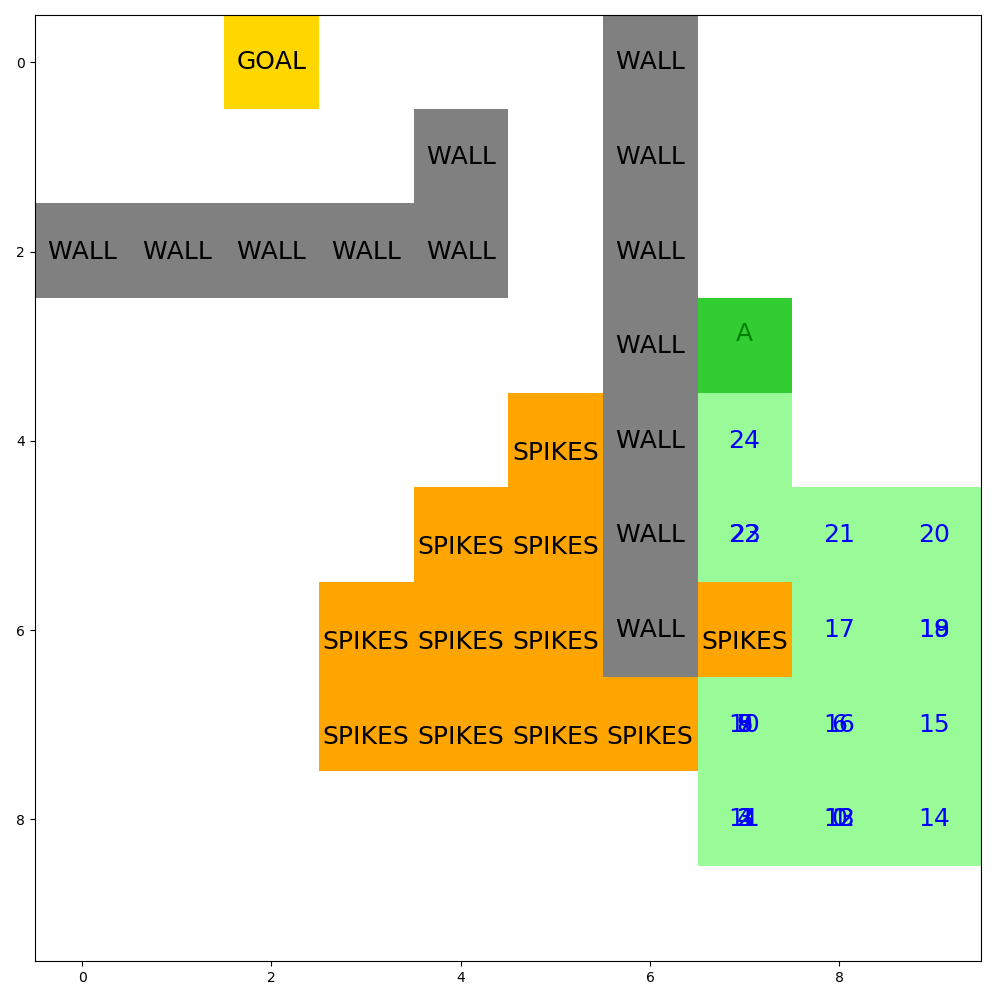 0 GOAL WALL
WALL WALL
2 WALL WALL WALL WALL WALL WALL
WALL A
4 SPIKES WALL 24
SPIKES SPIKES WALL 21 20
6 SPIKES SPIKES SPIKES WALL SPIKES 17
SPIKES SPIKES SPIKES SPIKES 15
8 14
0 2 4 6 8